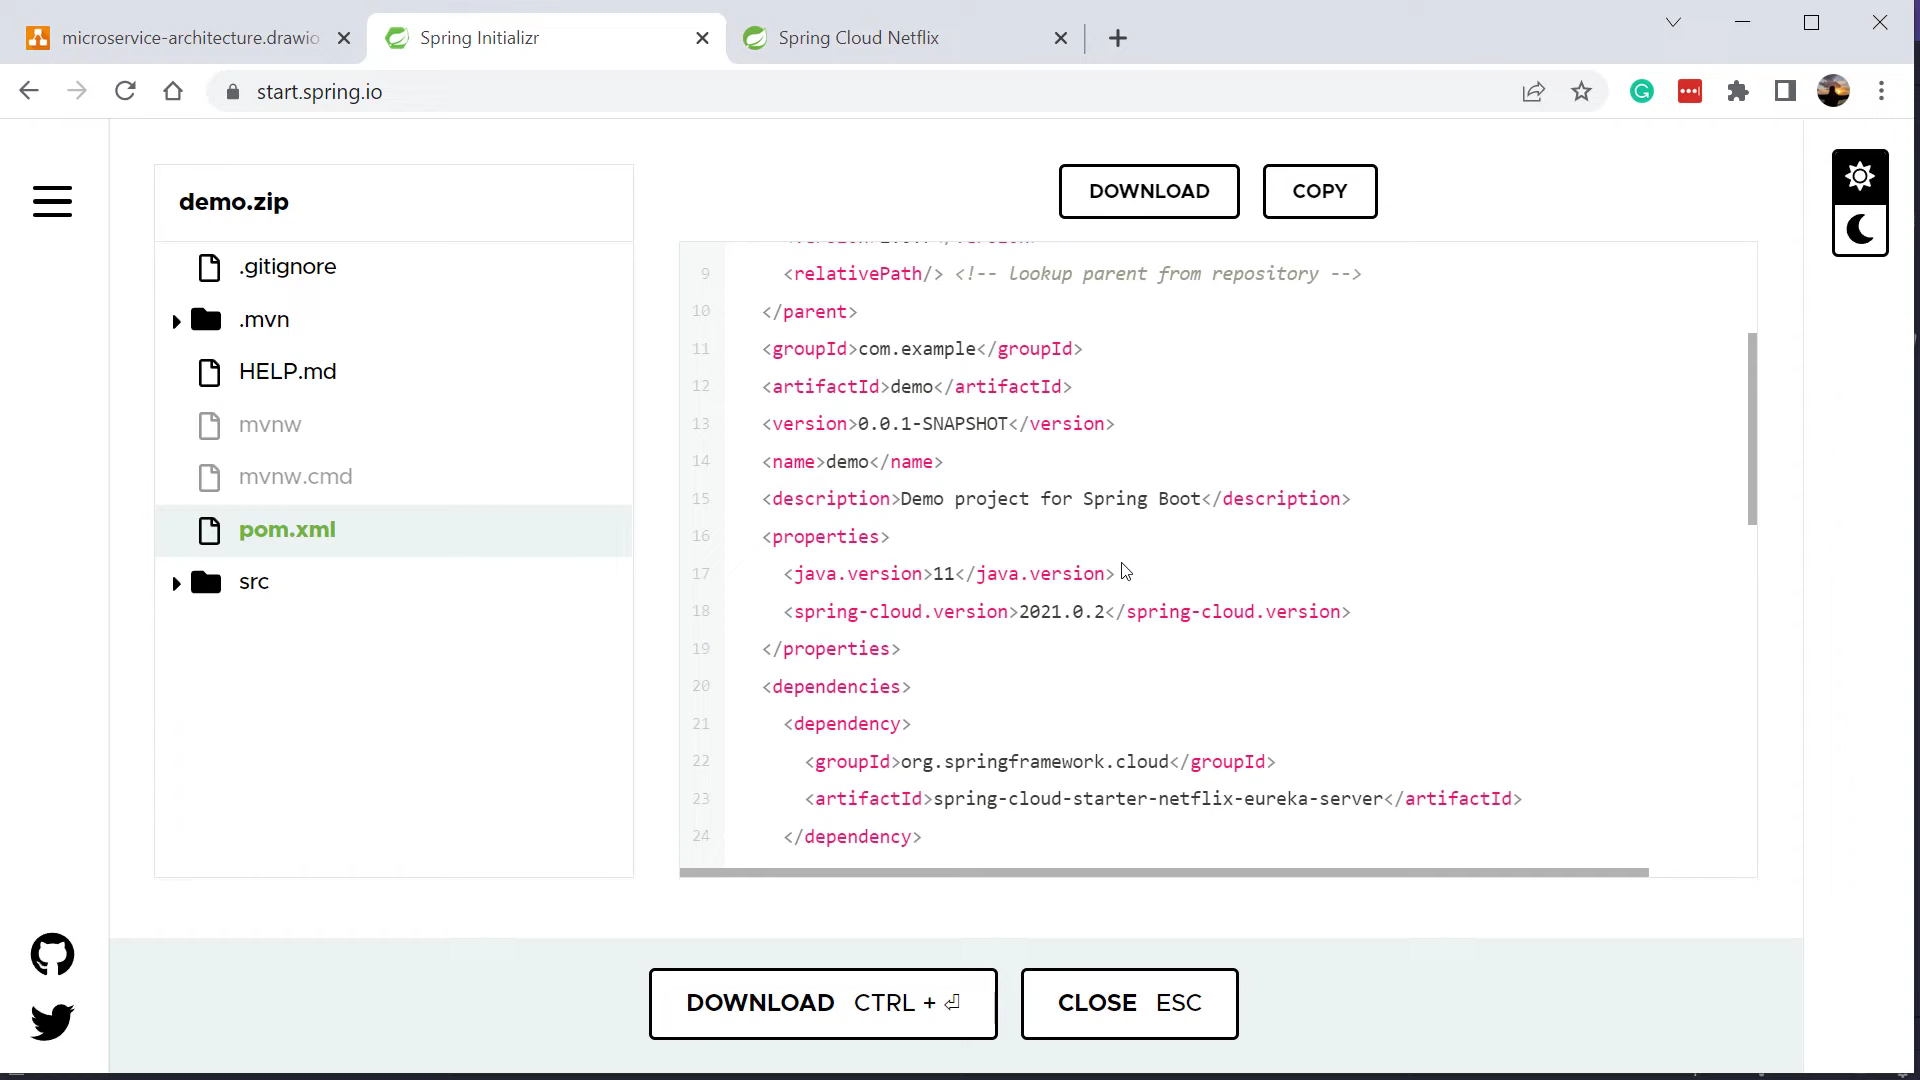 microservice-architecture.drawio
Spring Initializr
Spring Cloud Netflix
start.spring.io
demo.zip
DOWNLOAD
COPY
.gitignore
.mvn
HELP.md
mvnw
mvnw.cmd
pom.xml
src
9 <relativePath/> <!-- lookup parent from repository -->
10 </parent>
11 <groupId>com.example</groupId>
12 <artifactId>demo</artifactId>
13 <version>0.0.1-SNAPSHOT</version>
14 <name>demo</name>
15 <description>Demo project for Spring Boot</description>
16 <properties>
17 <java.version>11</java.version>
18 <spring-cloud.version>2021.0.2</spring-cloud.version>
19 </properties>
20 <dependencies>
21 <dependency>
22 <groupId>org.springframework.cloud</groupId>
23 <artifactId>spring-cloud-starter-netflix-eureka-server</artifactId>
24 </dependency>
DOWNLOAD CTRL + ⏎
CLOSE ESC